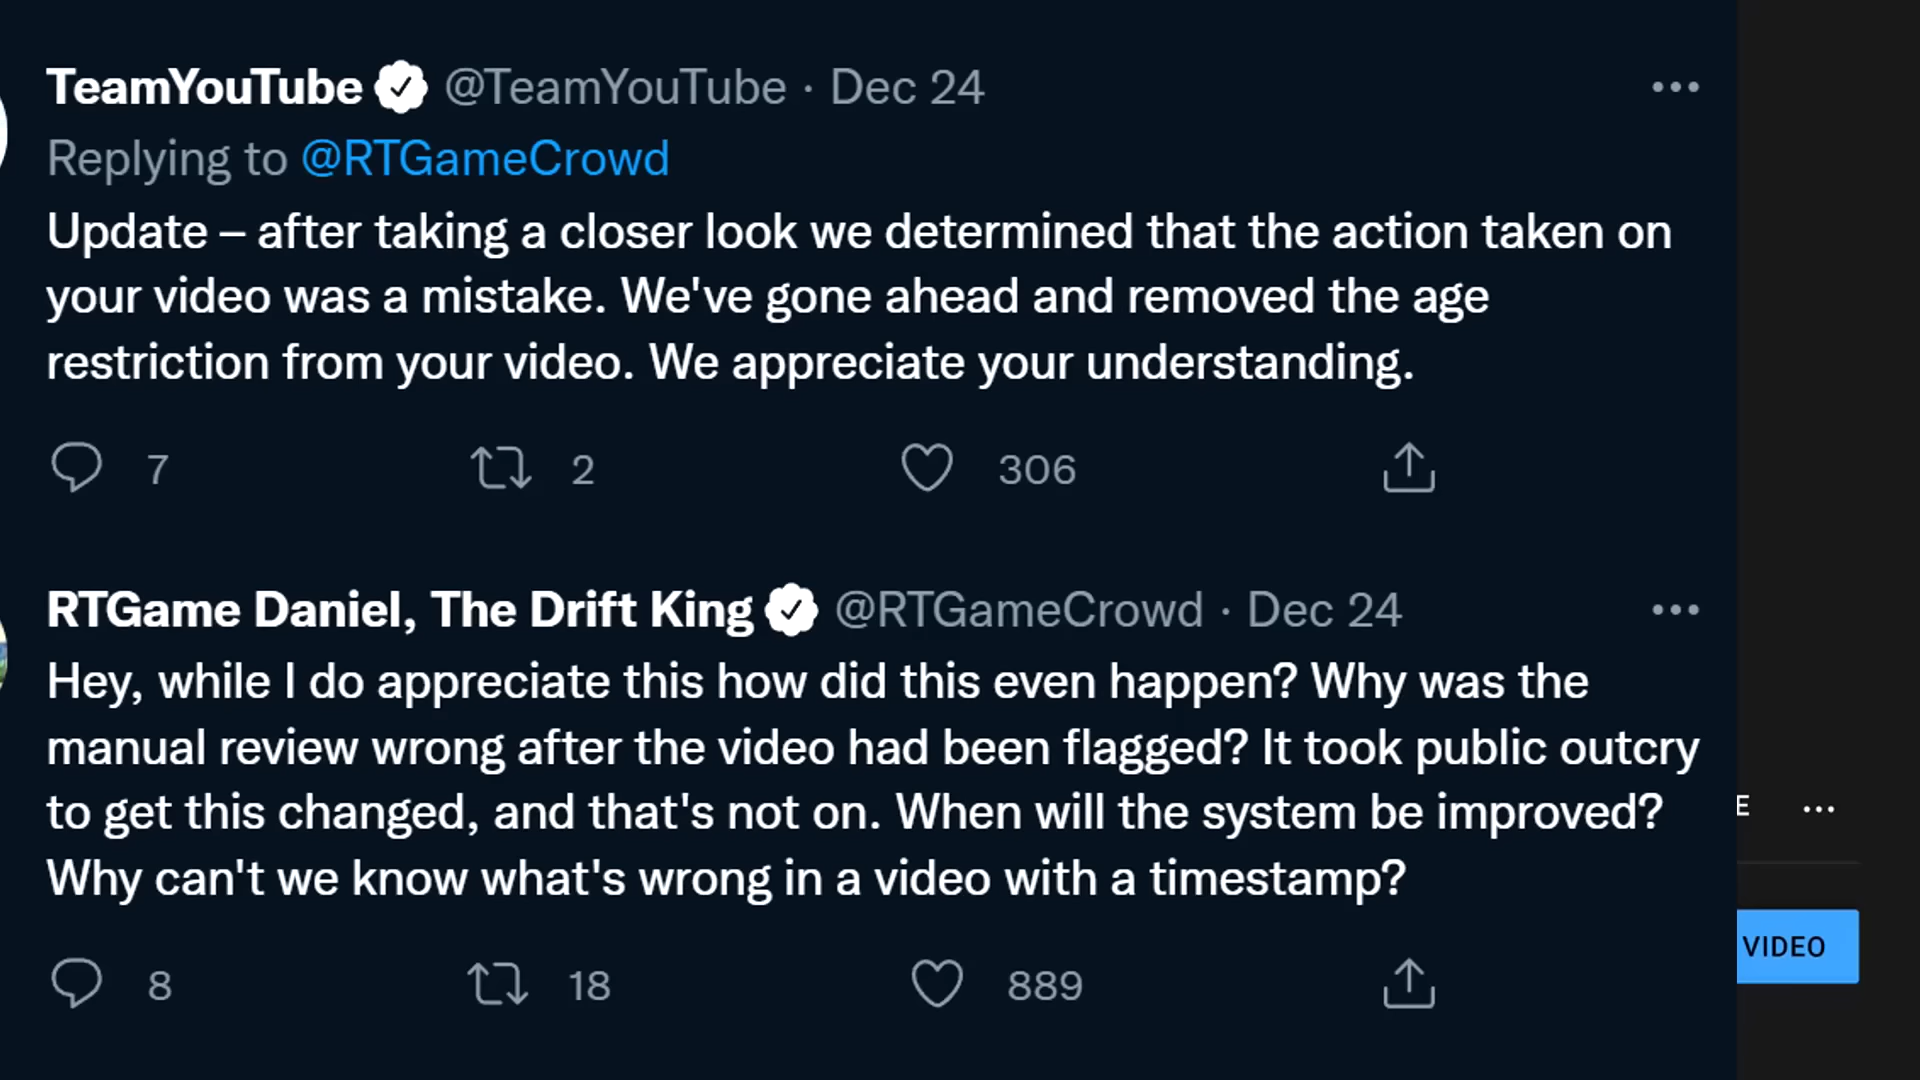 TeamYouTube @TeamYouTube · Dec 24
Replying to @RTGameCrowd
Update – after taking a closer look we determined that the action taken on
your video was a mistake. We've gone ahead and removed the age
restriction from your video. We appreciate your understanding.
7 2 306
RTGame Daniel, The Drift King @RTGameCrowd · Dec 24
Hey, while I do appreciate this how did this even happen? Why was the
manual review wrong after the video had been flagged? It took public outcry
to get this changed, and that's not on. When will the system be improved?
Why can't we know what's wrong in a video with a timestamp?
8 18 889
E
VIDEO